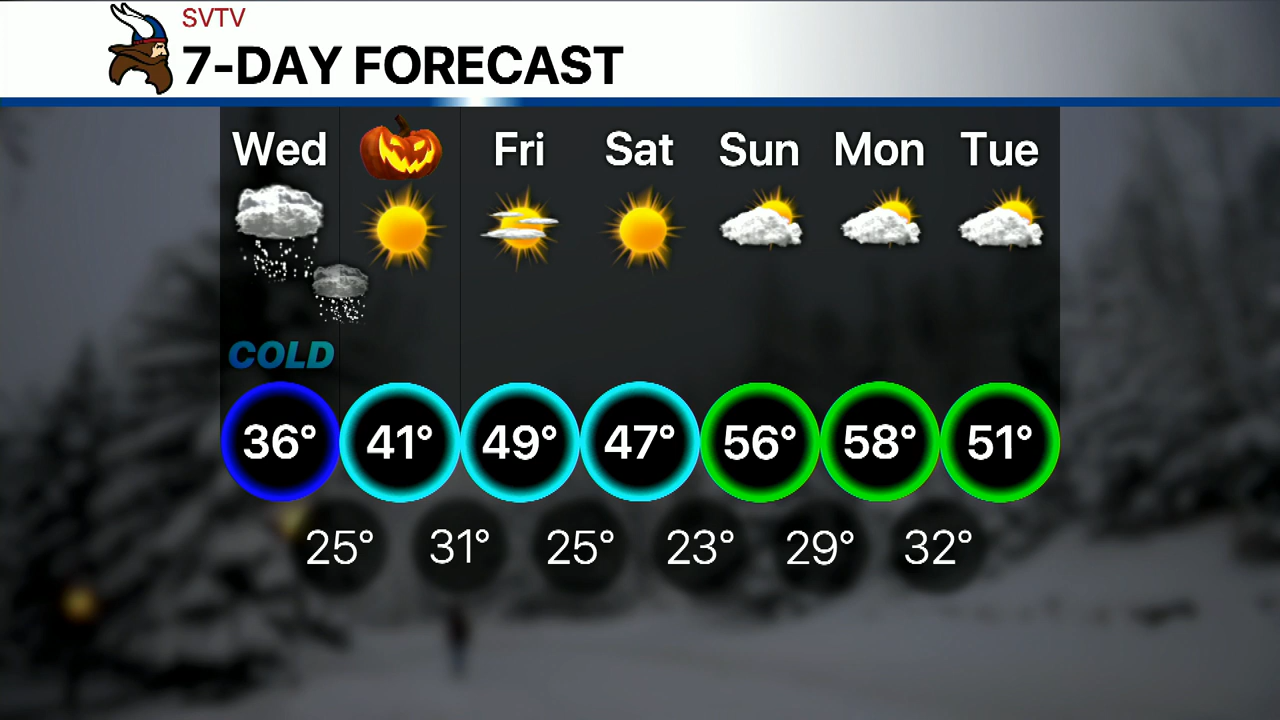 SVTV
7-DAY FORECAST
Wed Fri Sat Sun Mon Tue
COLD
36° 41° 49° 47° 56° 58° 51°
25° 31° 25° 23° 29° 32°